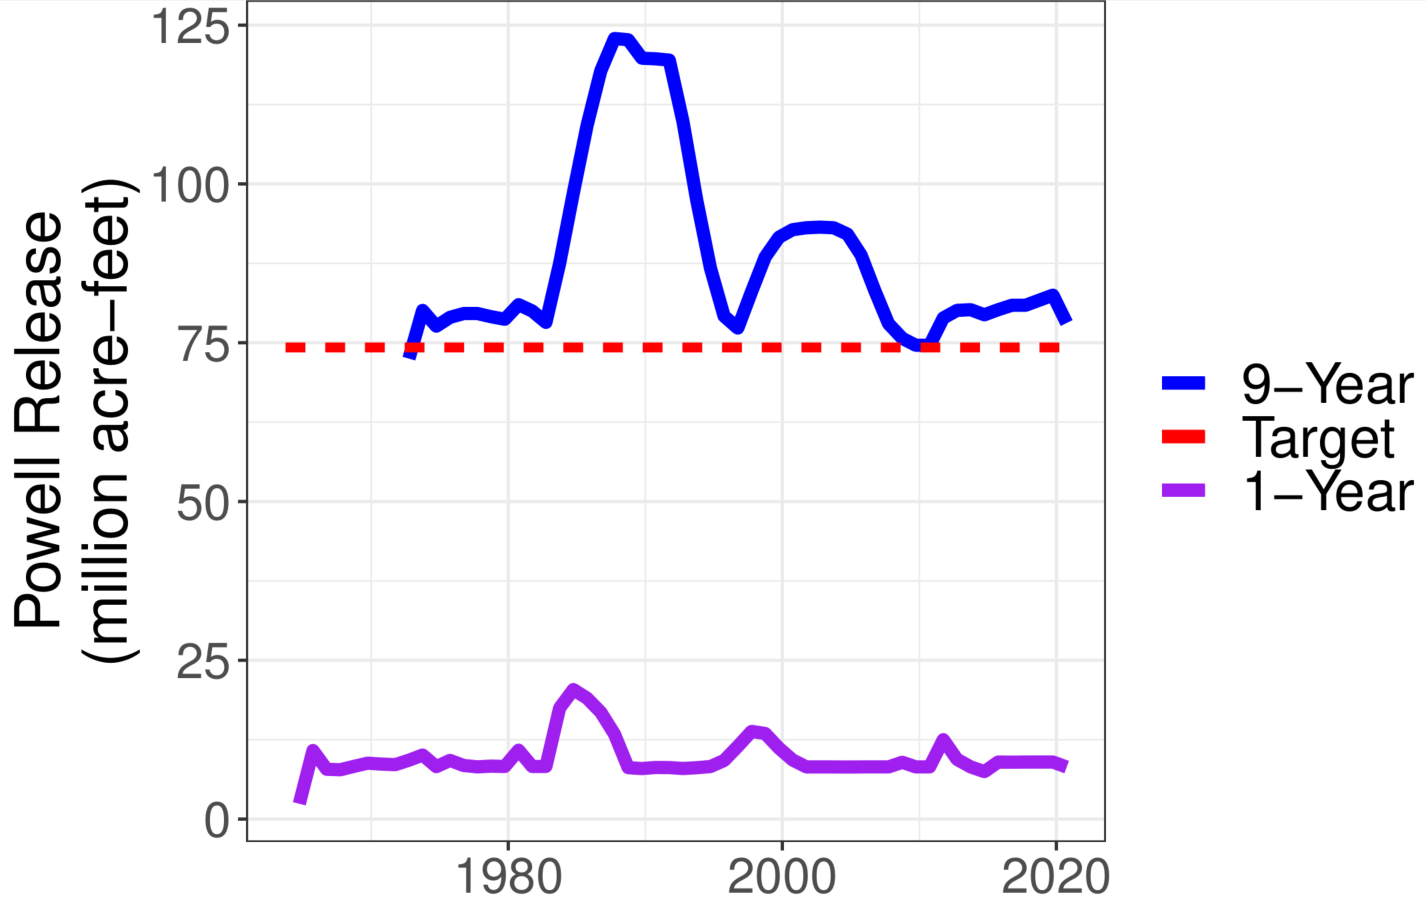 Powell Release
(million acre−feet)
125
100
75
50
25
0
1980
2000
2020
9−Year
Target
1−Year